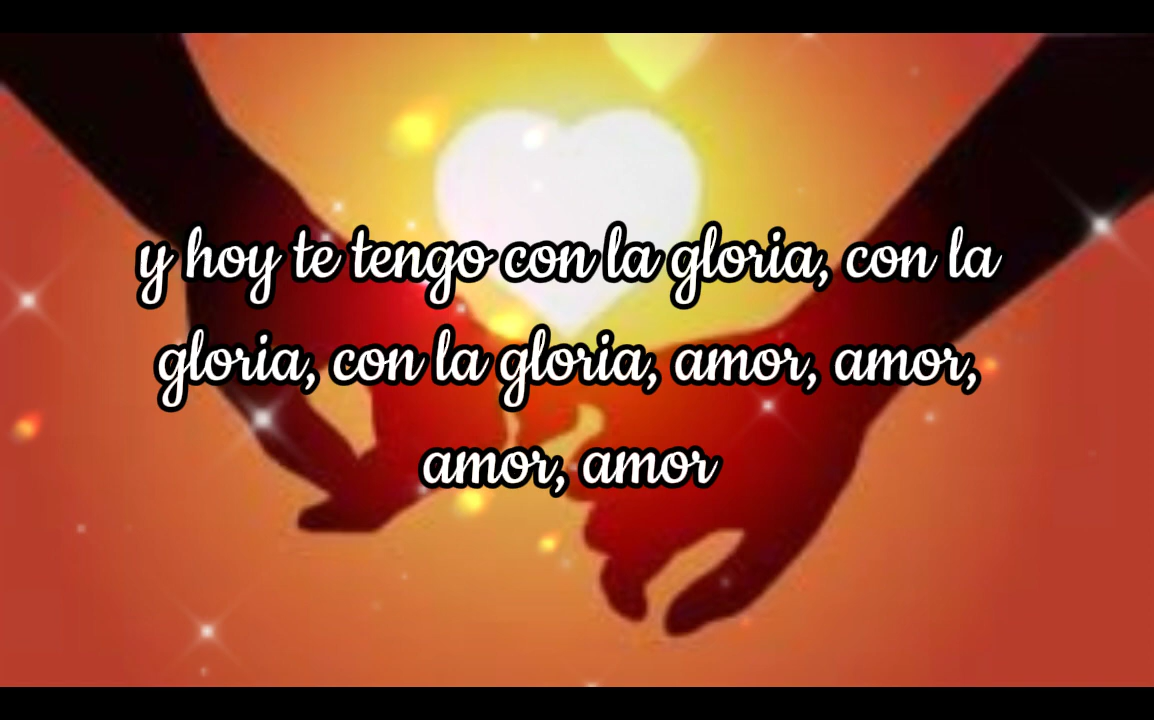 y hoy te tengo con la gloria, con la
gloria, con la gloria, amor, amor,
amor, amor